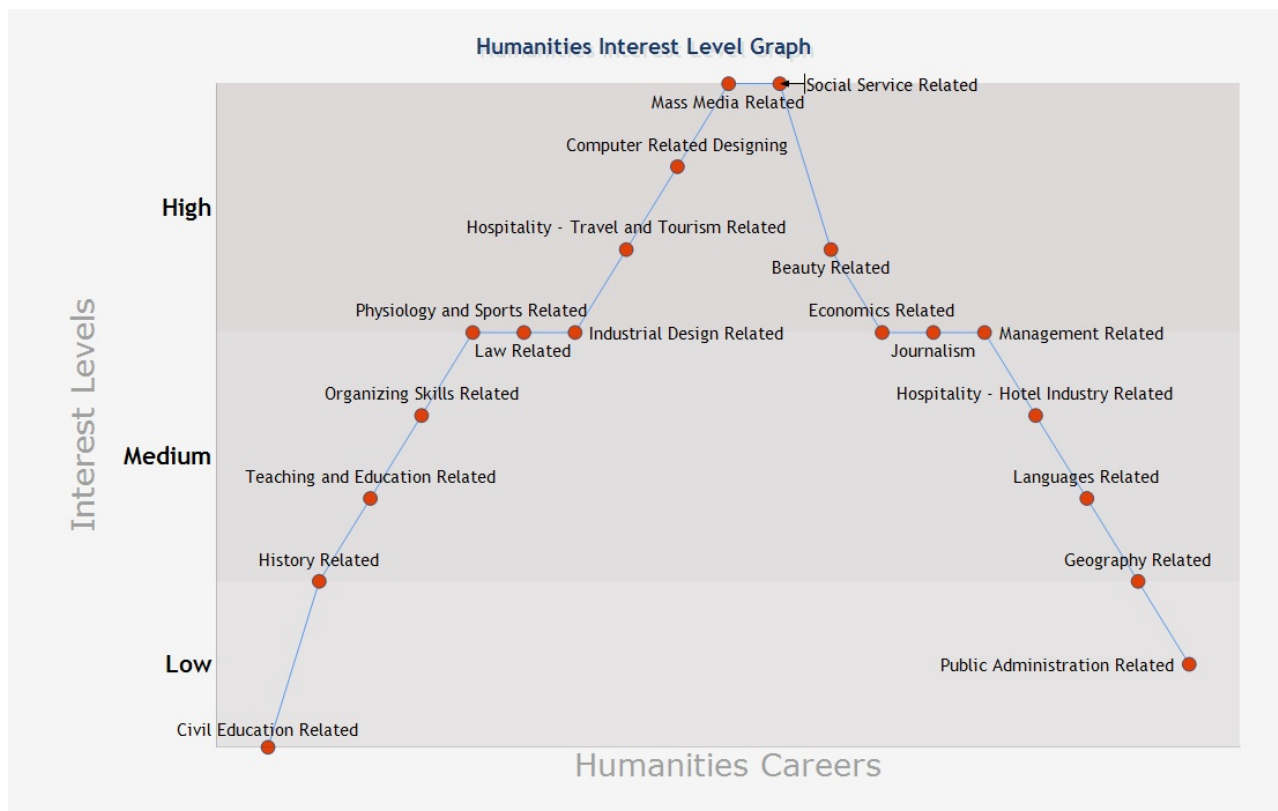 Humanities Interest Level Graph
Social Service Related
Mass Media Related
Computer Related Designing
High
Hospitality - Travel and Tourism Related
Beauty Related
Physiology and Sports Related
Economics Related
Industrial Design Related
Management Related
Law Related
Journalism
Organizing Skills Related
Hospitality - Hotel Industry Related
Interest Levels
Medium
Teaching and Education Related
Languages Related
History Related
Geography Related
Low
Public Administration Related
Civil Education Related
Humanities Careers